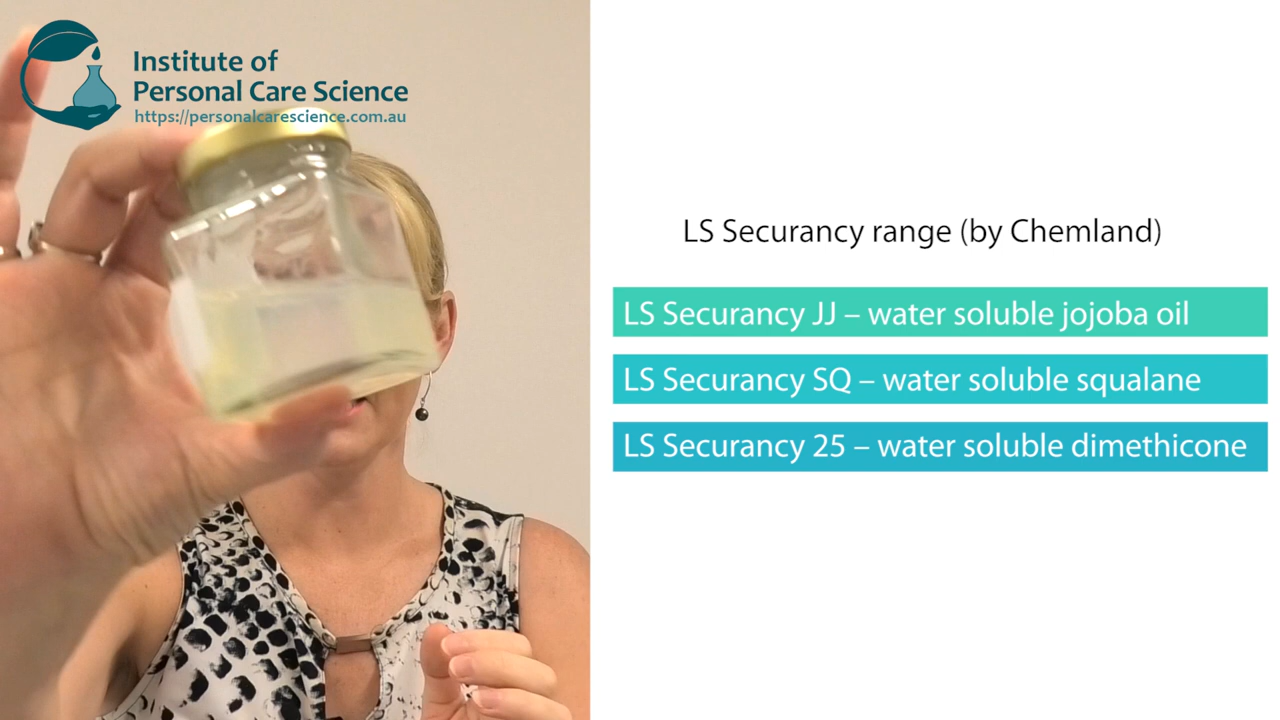 Institute of
Personal Care Science
https://personalcarescience.com.au
LS Securancy range (by Chemland)
LS Securancy JJ – water soluble jojoba oil
LS Securancy SQ – water soluble squalane
LS Securancy 25 – water soluble dimethicone